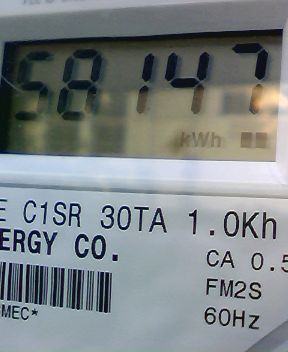 58147
kWh
E C1SR 30TA 1.0Kh
ERGY CO.
CA 0.5
FM2S
60Hz
MEC*